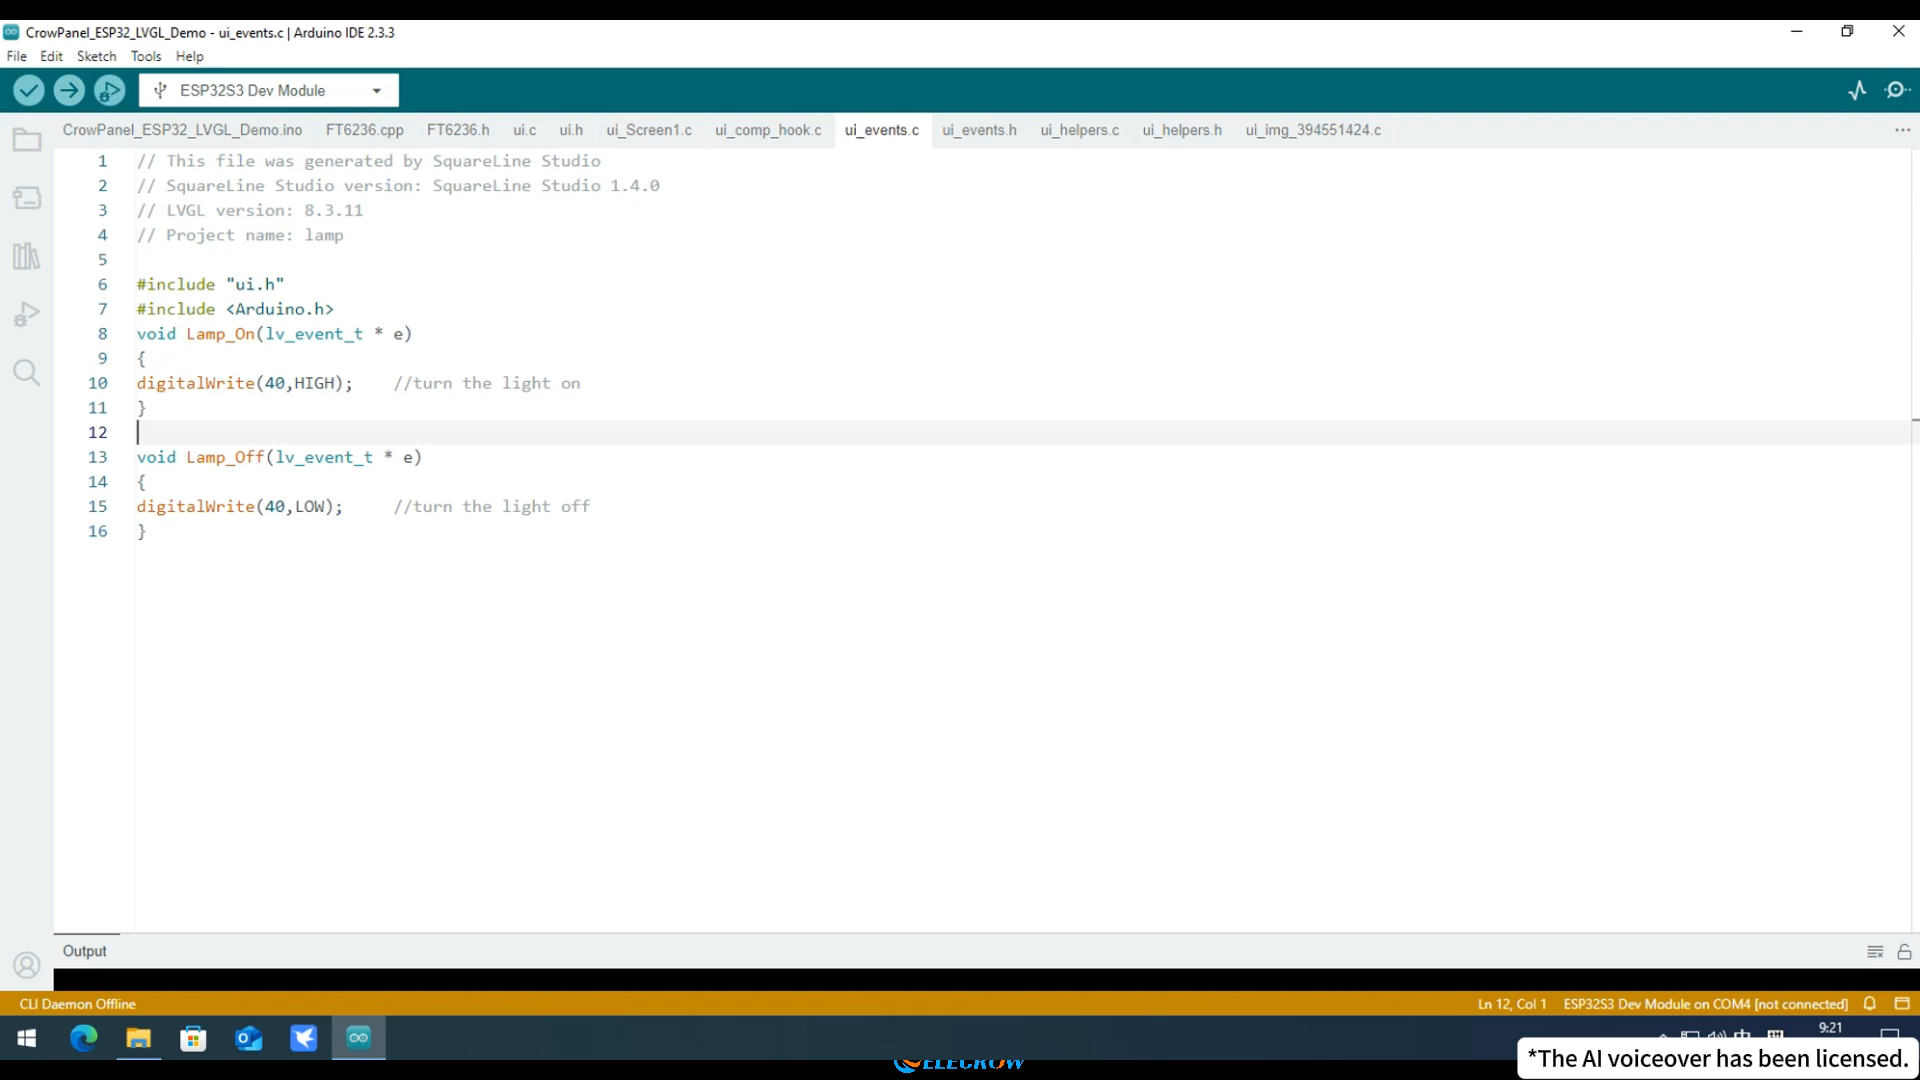 CrowPanel_ESP32_LVGL_Demo - ui_events.c | Arduino IDE 2.3.3
File Edit Sketch Tools Help
ESP32S3 Dev Module
CrowPanel_ESP32_LVGL_Demo.ino FT6236.cpp FT6236.h ui.c ui.h ui_Screen1.c ui_comp_hook.c ui_events.c ui_events.h ui_helpers.c ui_helpers.h ui_img_394551424.c
1 // This file was generated by SquareLine Studio
2 // SquareLine Studio version: SquareLine Studio 1.4.0
3 // LVGL version: 8.3.11
4 // Project name: lamp
5
6 #include "ui.h"
7 #include <Arduino.h>
8 void Lamp_On(lv_event_t * e)
9 {
10 digitalWrite(40,HIGH);    //turn the light on
11 }
12
13 void Lamp_Off(lv_event_t * e)
14 {
15 digitalWrite(40,LOW);     //turn the light off
16 }
Output
CLI Daemon Offline
Ln 12, Col 1 ESP32S3 Dev Module on COM4 [not connected]
9:21
ELECROW
*The AI voiceover has been licensed.